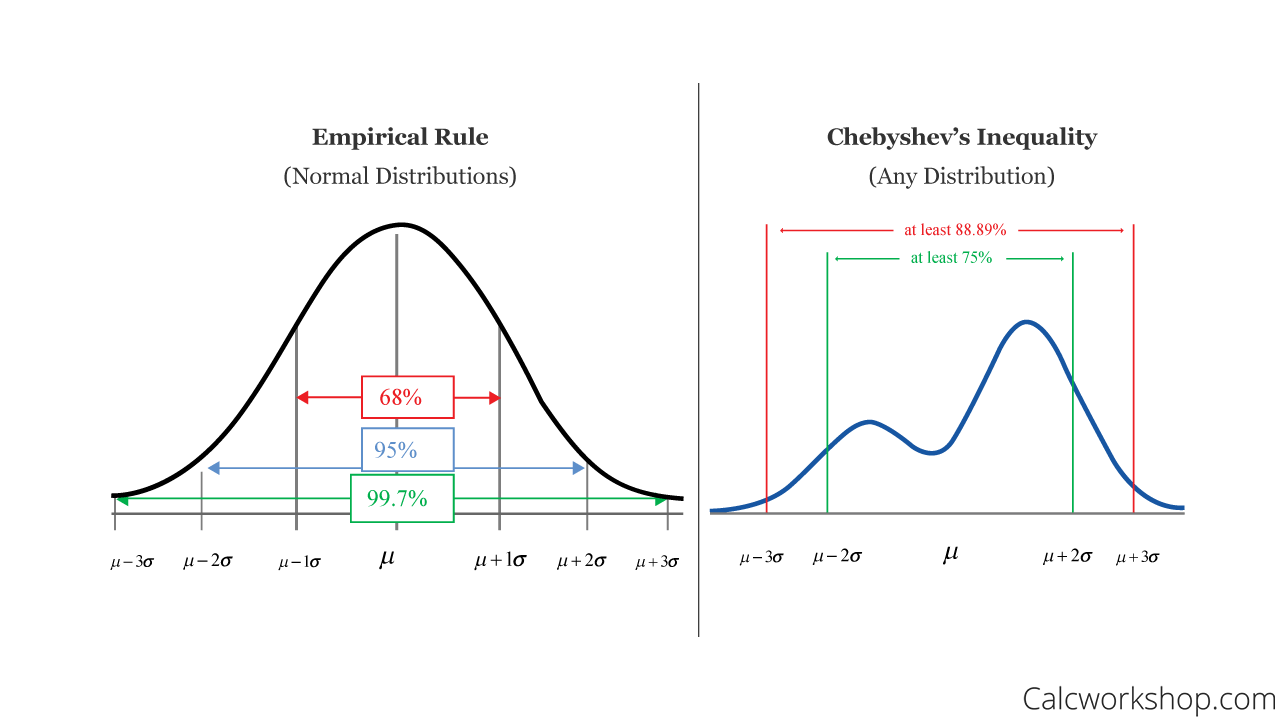 Empirical Rule
(Normal Distributions)
68%
95%
99.7%
μ − 3σ μ − 2σ μ − 1σ μ μ + 1σ μ + 2σ μ + 3σ
Chebyshev’s Inequality
(Any Distribution)
at least 88.89%
at least 75%
μ − 3σ μ − 2σ μ μ + 2σ μ + 3σ
Calcworkshop.com